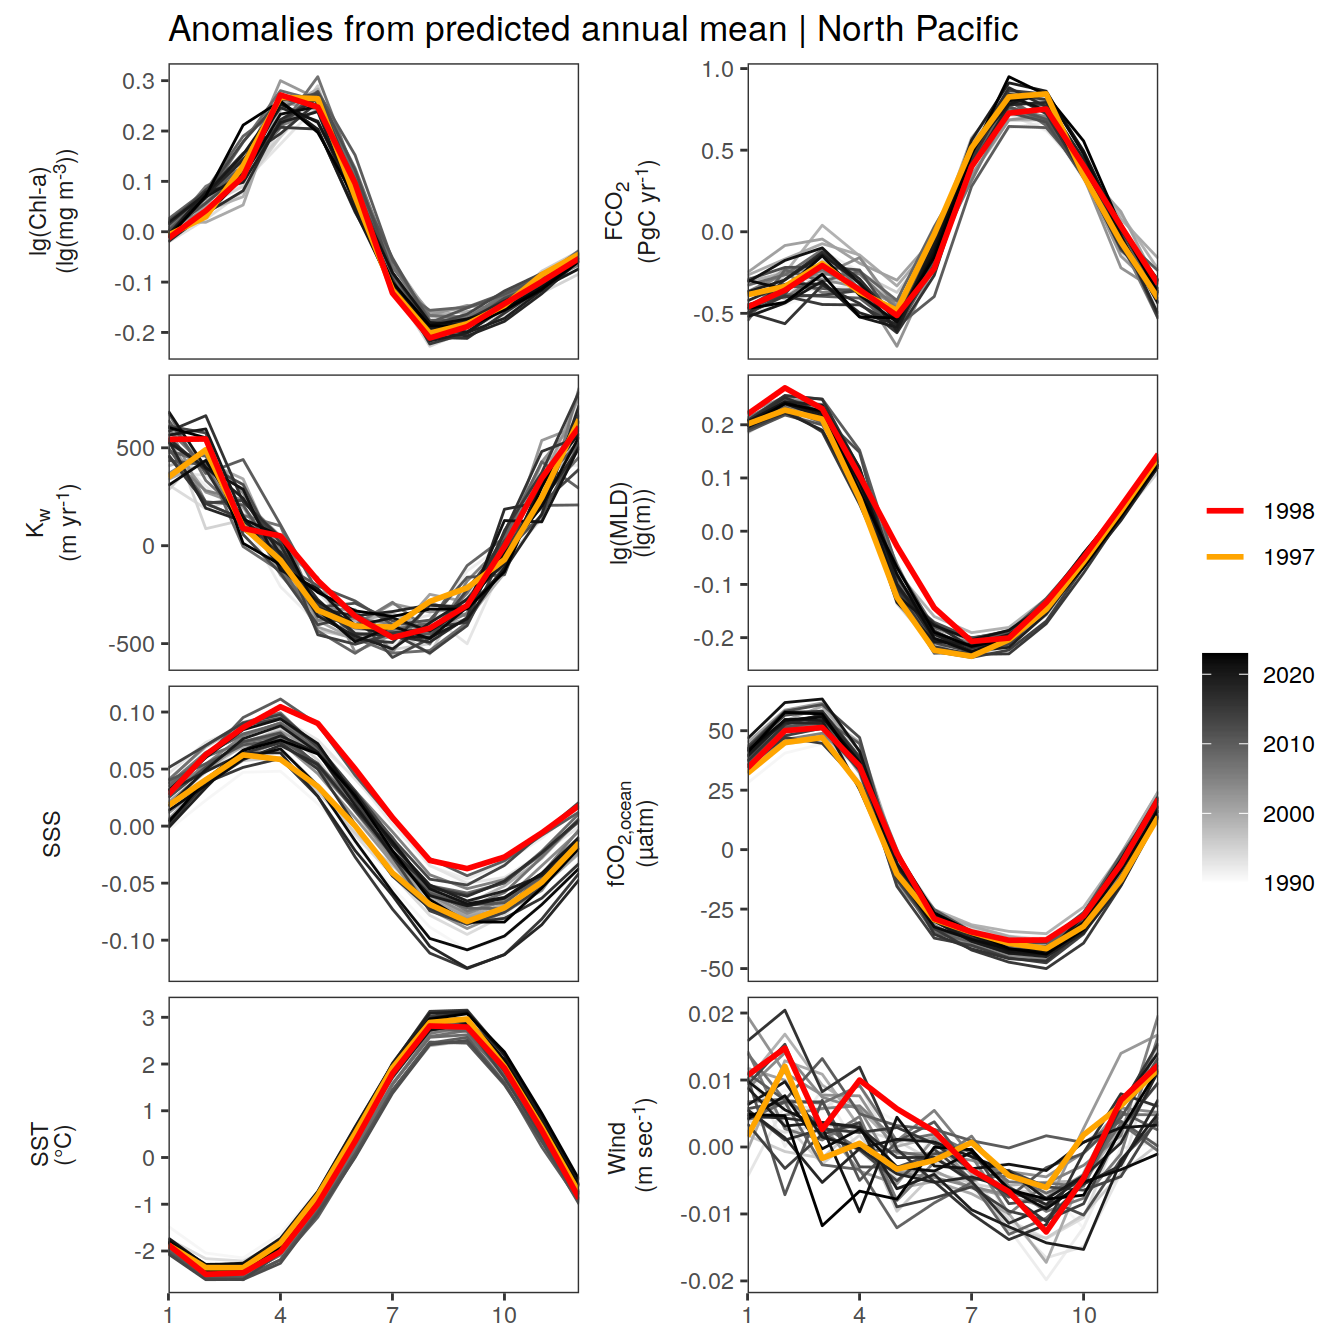 Anomalies from predicted annual mean | North Pacific
lg(Chl-a)
(lg(mg m⁻³))
0.3
0.2
0.1
0.0
-0.1
-0.2
FCO₂
(PgC yr⁻¹)
1.0
0.5
0.0
-0.5
K_w
(m yr⁻¹)
500
0
-500
lg(MLD)
(lg(m))
0.2
0.1
0.0
-0.1
-0.2
SSS
0.10
0.05
0.00
-0.05
-0.10
fCO₂,ocean
(µatm)
50
25
0
-25
-50
SST
(°C)
3
2
1
0
-1
-2
1 4 7 10
Wind
(m sec⁻¹)
0.02
0.01
0.00
-0.01
-0.02
1 4 7 10
1998
1997
2020
2010
2000
1990